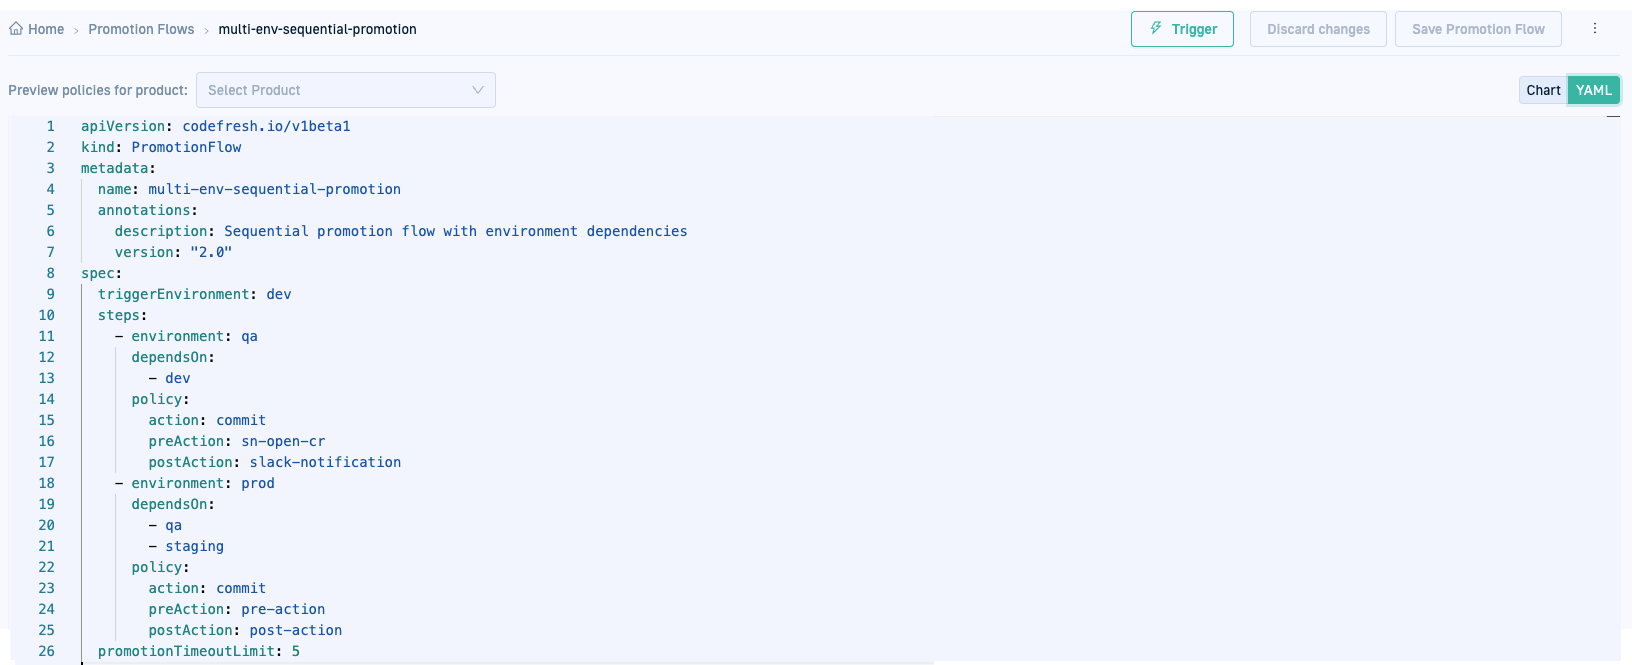 Home > Promotion Flows > multi-env-sequential-promotion
Trigger
Discard changes
Save Promotion Flow
Preview policies for product: Select Product
Chart YAML
1 apiVersion: codefresh.io/v1beta1
2 kind: PromotionFlow
3 metadata:
4   name: multi-env-sequential-promotion
5   annotations:
6     description: Sequential promotion flow with environment dependencies
7     version: "2.0"
8 spec:
9   triggerEnvironment: dev
10   steps:
11     - environment: qa
12       dependsOn:
13         - dev
14       policy:
15         action: commit
16         preAction: sn-open-cr
17         postAction: slack-notification
18     - environment: prod
19       dependsOn:
20         - qa
21         - staging
22       policy:
23         action: commit
24         preAction: pre-action
25         postAction: post-action
26   promotionTimeoutLimit: 5